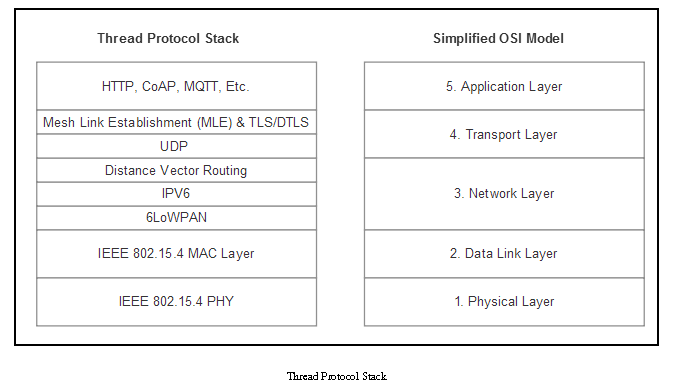 Thread Protocol Stack
HTTP, CoAP, MQTT, Etc.
Mesh Link Establishment (MLE) & TLS/DTLS
UDP
Distance Vector Routing
IPV6
6LoWPAN
IEEE 802.15.4 MAC Layer
IEEE 802.15.4 PHY
Simplified OSI Model
5. Application Layer
4. Transport Layer
3. Network Layer
2. Data Link Layer
1. Physical Layer
Thread Protocol Stack